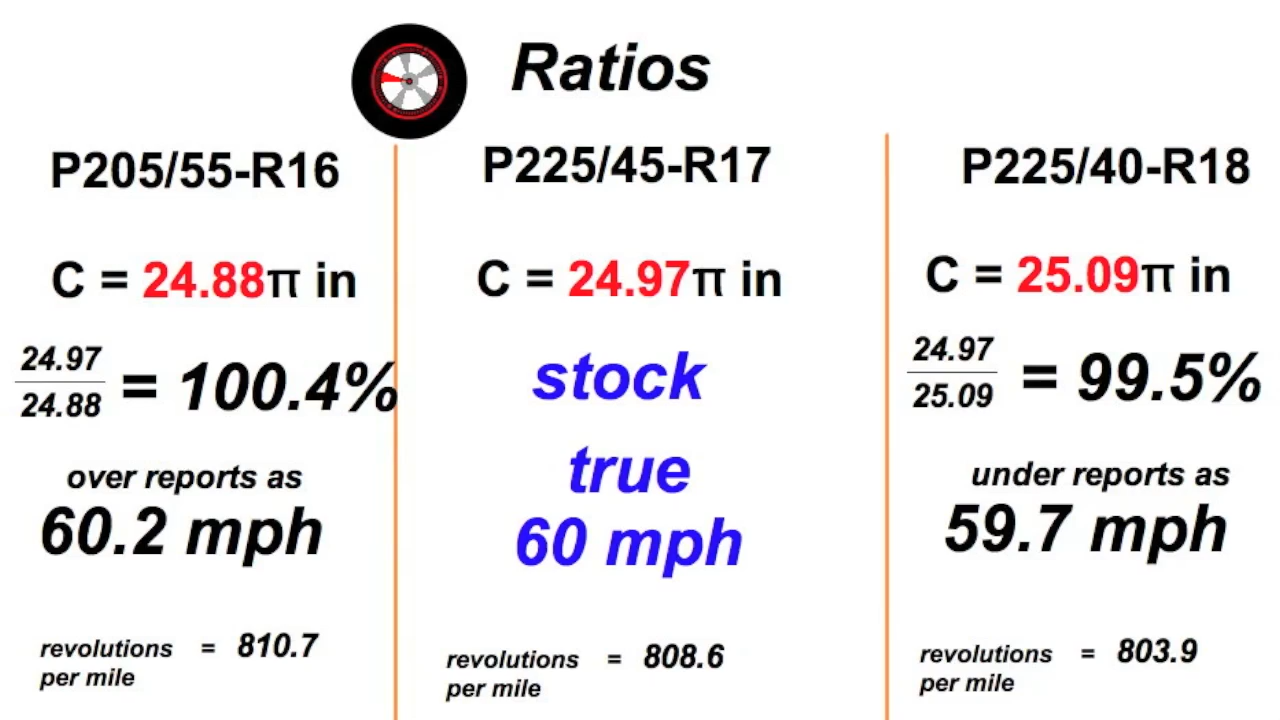 Ratios
P205/55-R16
C = 24.88π in
24.97
24.88
= 100.4%
over reports as
60.2 mph
revolutions = 810.7
per mile
P225/45-R17
C = 24.97π in
stock
true
60 mph
revolutions = 808.6
per mile
P225/40-R18
C = 25.09π in
24.97
25.09
= 99.5%
under reports as
59.7 mph
revolutions = 803.9
per mile